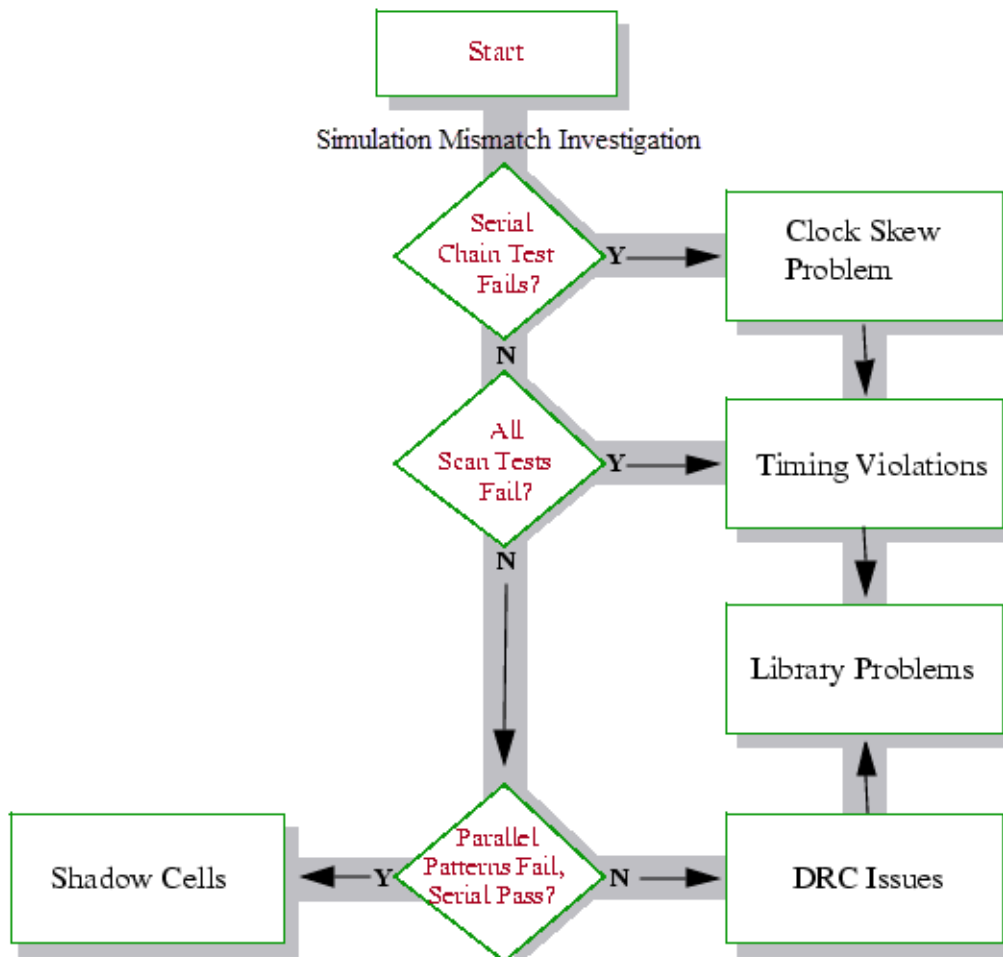 Start
Simulation Mismatch Investigation
Serial
Chain Test
Fails?
Y
Clock Skew
Problem
N
All
Scan Tests
Fail?
Y
Timing Violations
N
Library Problems
Shadow Cells
Y
Parallel
Patterns Fail,
Serial Pass?
N
DRC Issues